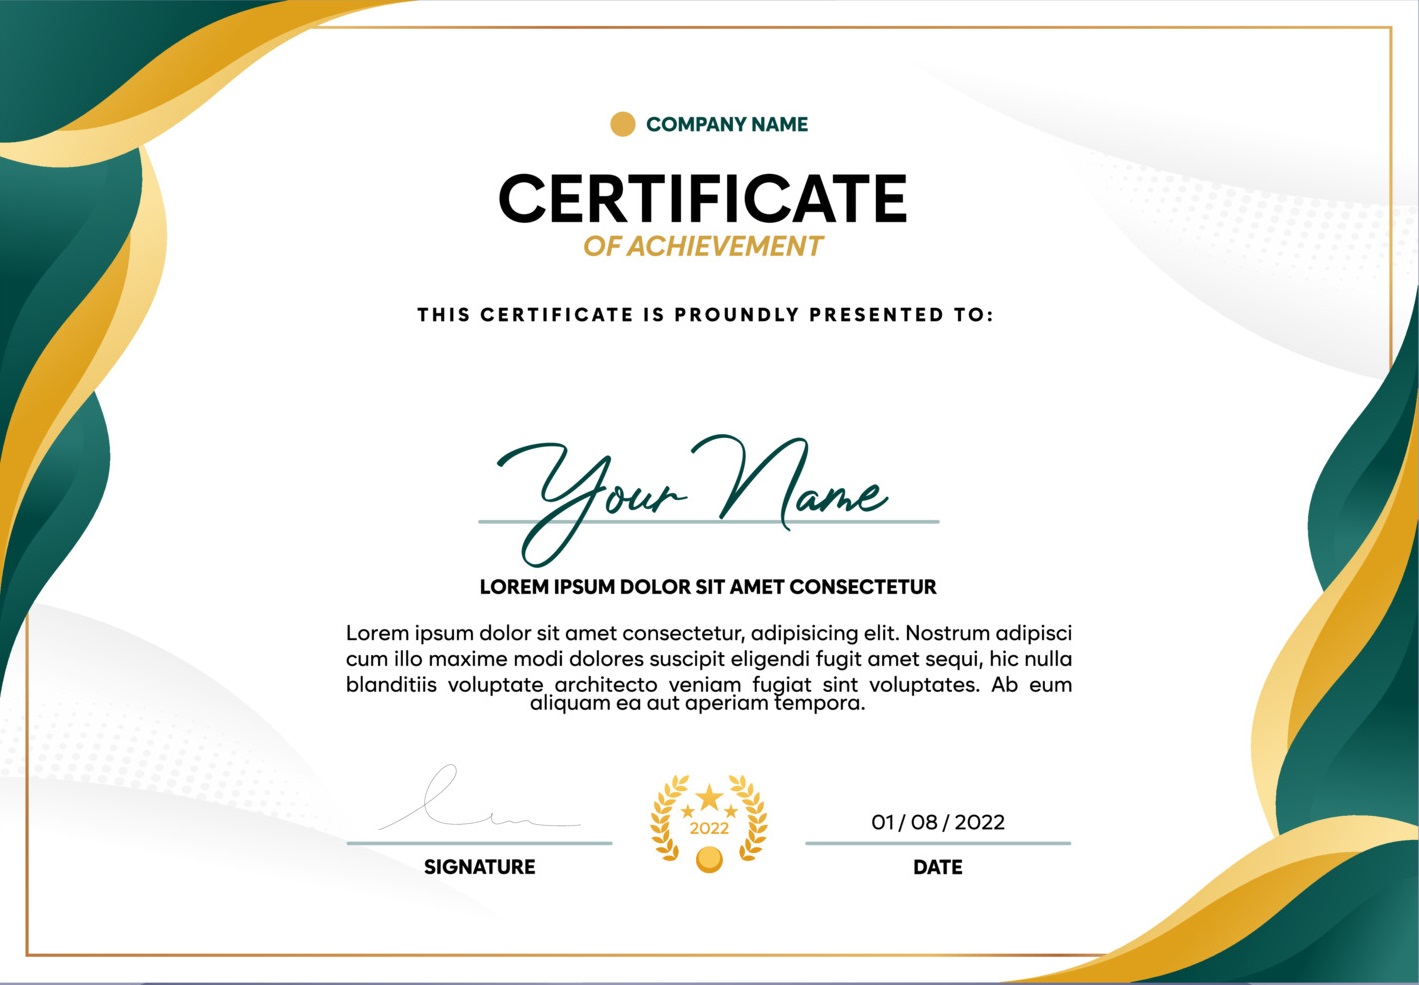 COMPANY NAME
CERTIFICATE
OF ACHIEVEMENT
THIS CERTIFICATE IS PROUNDLY PRESENTED TO:
Your Name
LOREM IPSUM DOLOR SIT AMET CONSECTETUR
Lorem ipsum dolor sit amet consectetur, adipisicing elit. Nostrum adipisci
cum illo maxime modi dolores suscipit eligendi fugit amet sequi, hic nulla
blanditiis voluptate architecto veniam fugiat sint voluptates. Ab eum
aliquam ea aut aperiam tempora.
2022
01 / 08 / 2022
SIGNATURE
DATE